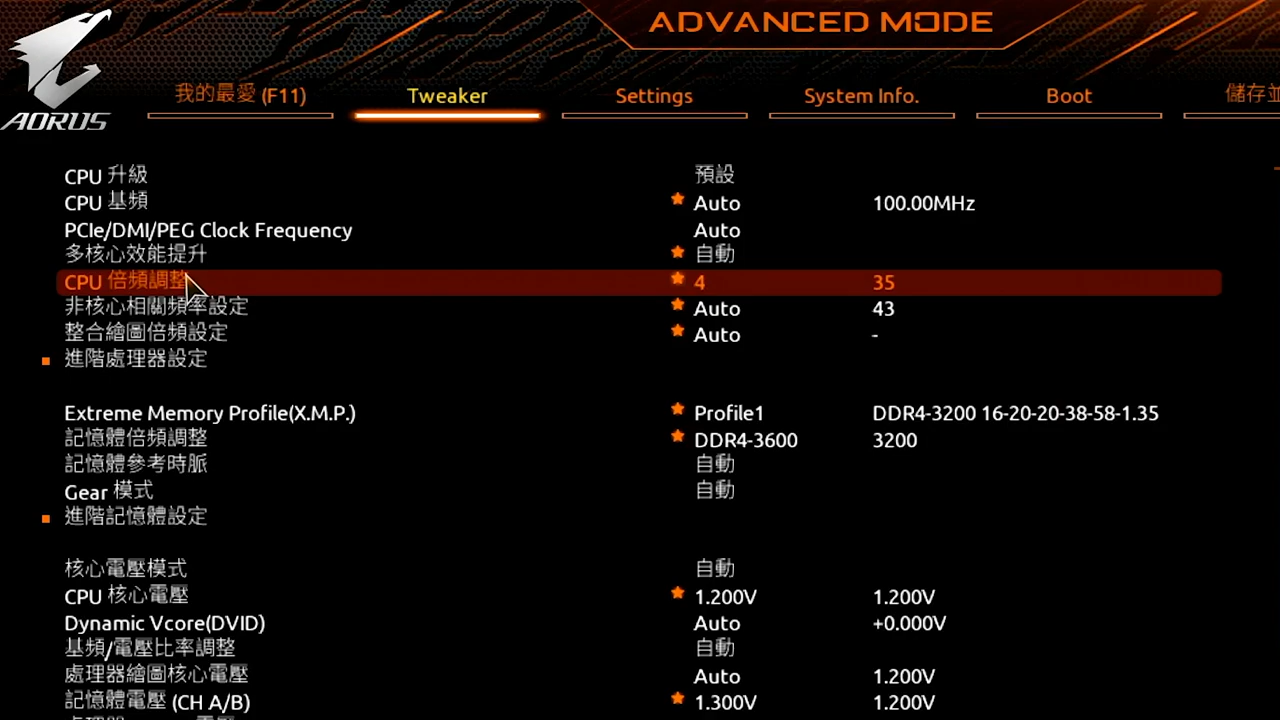 ADVANCED MODE
AORUS
我的最愛 (F11) Tweaker Settings System Info. Boot 儲存並
CPU 升級 預設
CPU 基頻 Auto 100.00MHz
PCIe/DMI/PEG Clock Frequency Auto
多核心效能提升 自動
CPU 倍頻調整 4 35
非核心相關頻率設定 Auto 43
整合繪圖倍頻設定 Auto -
進階處理器設定
Extreme Memory Profile(X.M.P.) Profile1 DDR4-3200 16-20-20-38-58-1.35
記憶體倍頻調整 DDR4-3600 3200
記憶體參考時脈 自動
Gear 模式 自動
進階記憶體設定
核心電壓模式 自動
CPU 核心電壓 1.200V 1.200V
Dynamic Vcore(DVID) Auto +0.000V
基頻/電壓比率調整 自動
處理器繪圖核心電壓 Auto 1.200V
記憶體電壓 (CH A/B) 1.300V 1.200V